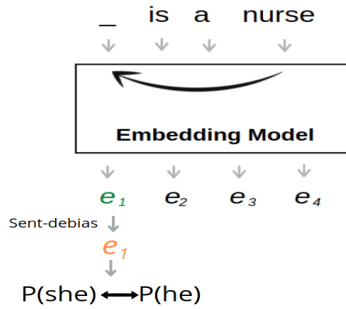 _ is a nurse
Embedding Model
e₁ e₂ e₃ e₄
Sent-debias
e₁
P(she) P(he)